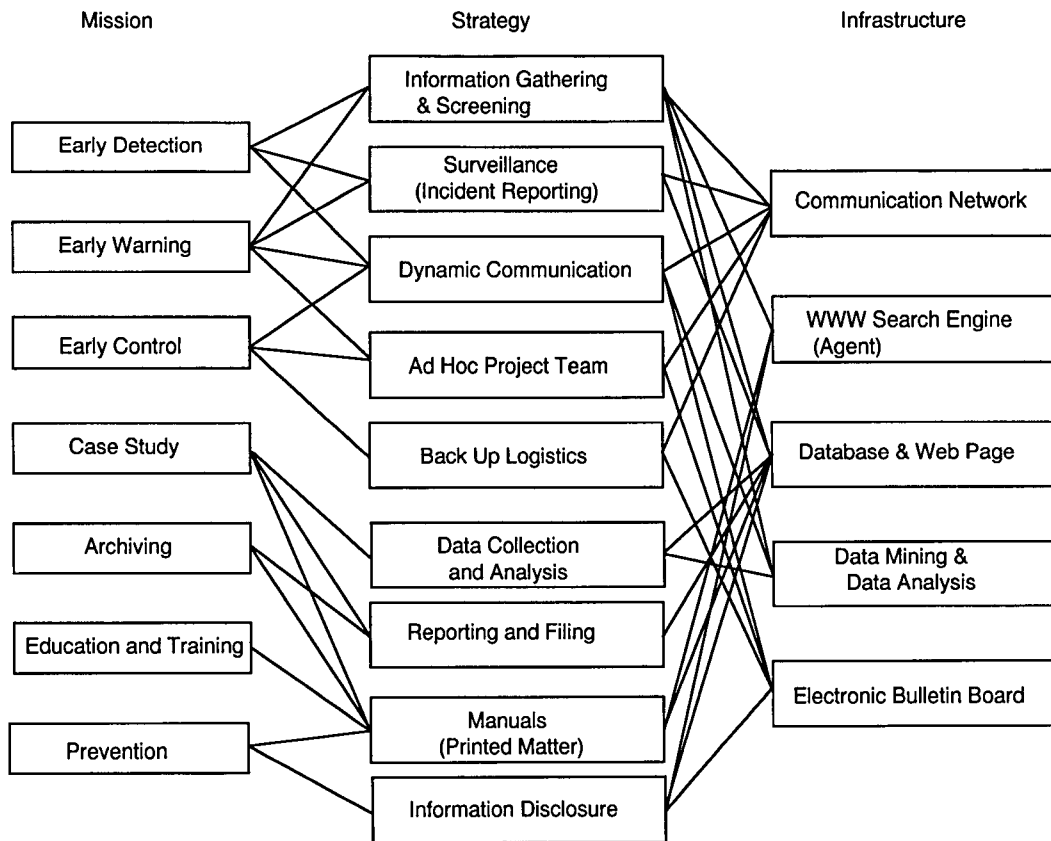 Mission
Strategy
Infrastructure
Early Detection
Early Warning
Early Control
Case Study
Archiving
Education and Training
Prevention
Information Gathering
& Screening
Surveillance
(Incident Reporting)
Dynamic Communication
Ad Hoc Project Team
Back Up Logistics
Data Collection
and Analysis
Reporting and Filing
Manuals
(Printed Matter)
Information Disclosure
Communication Network
WWW Search Engine
(Agent)
Database & Web Page
Data Mining &
Data Analysis
Electronic Bulletin Board